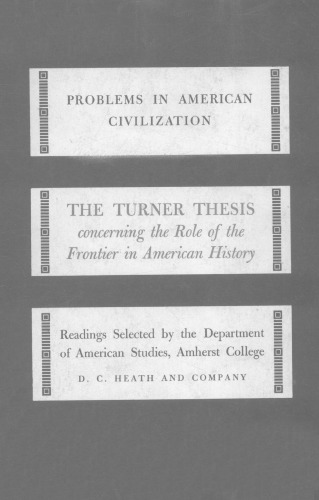 PROBLEMS IN AMERICAN
CIVILIZATION
THE TURNER THESIS
concerning the Role of the
Frontier in American History
Readings Selected by the Department
of American Studies, Amherst College
D. C. HEATH AND COMPANY